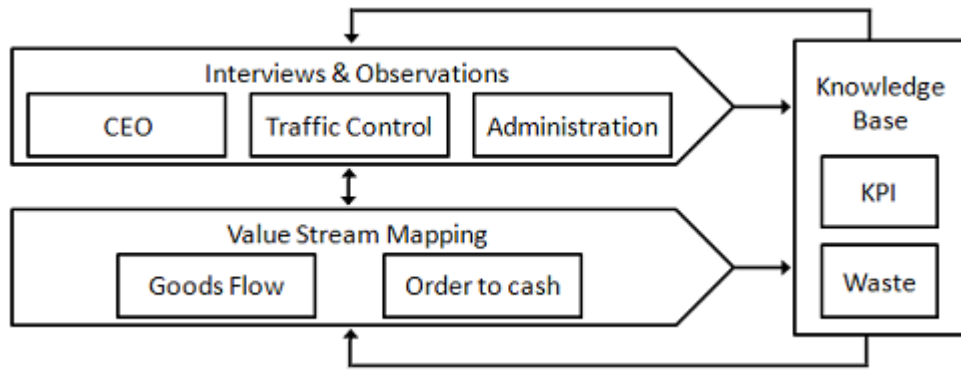 Interviews & Observations
CEO
Traffic Control
Administration
Value Stream Mapping
Goods Flow
Order to cash
Knowledge
Base
KPI
Waste